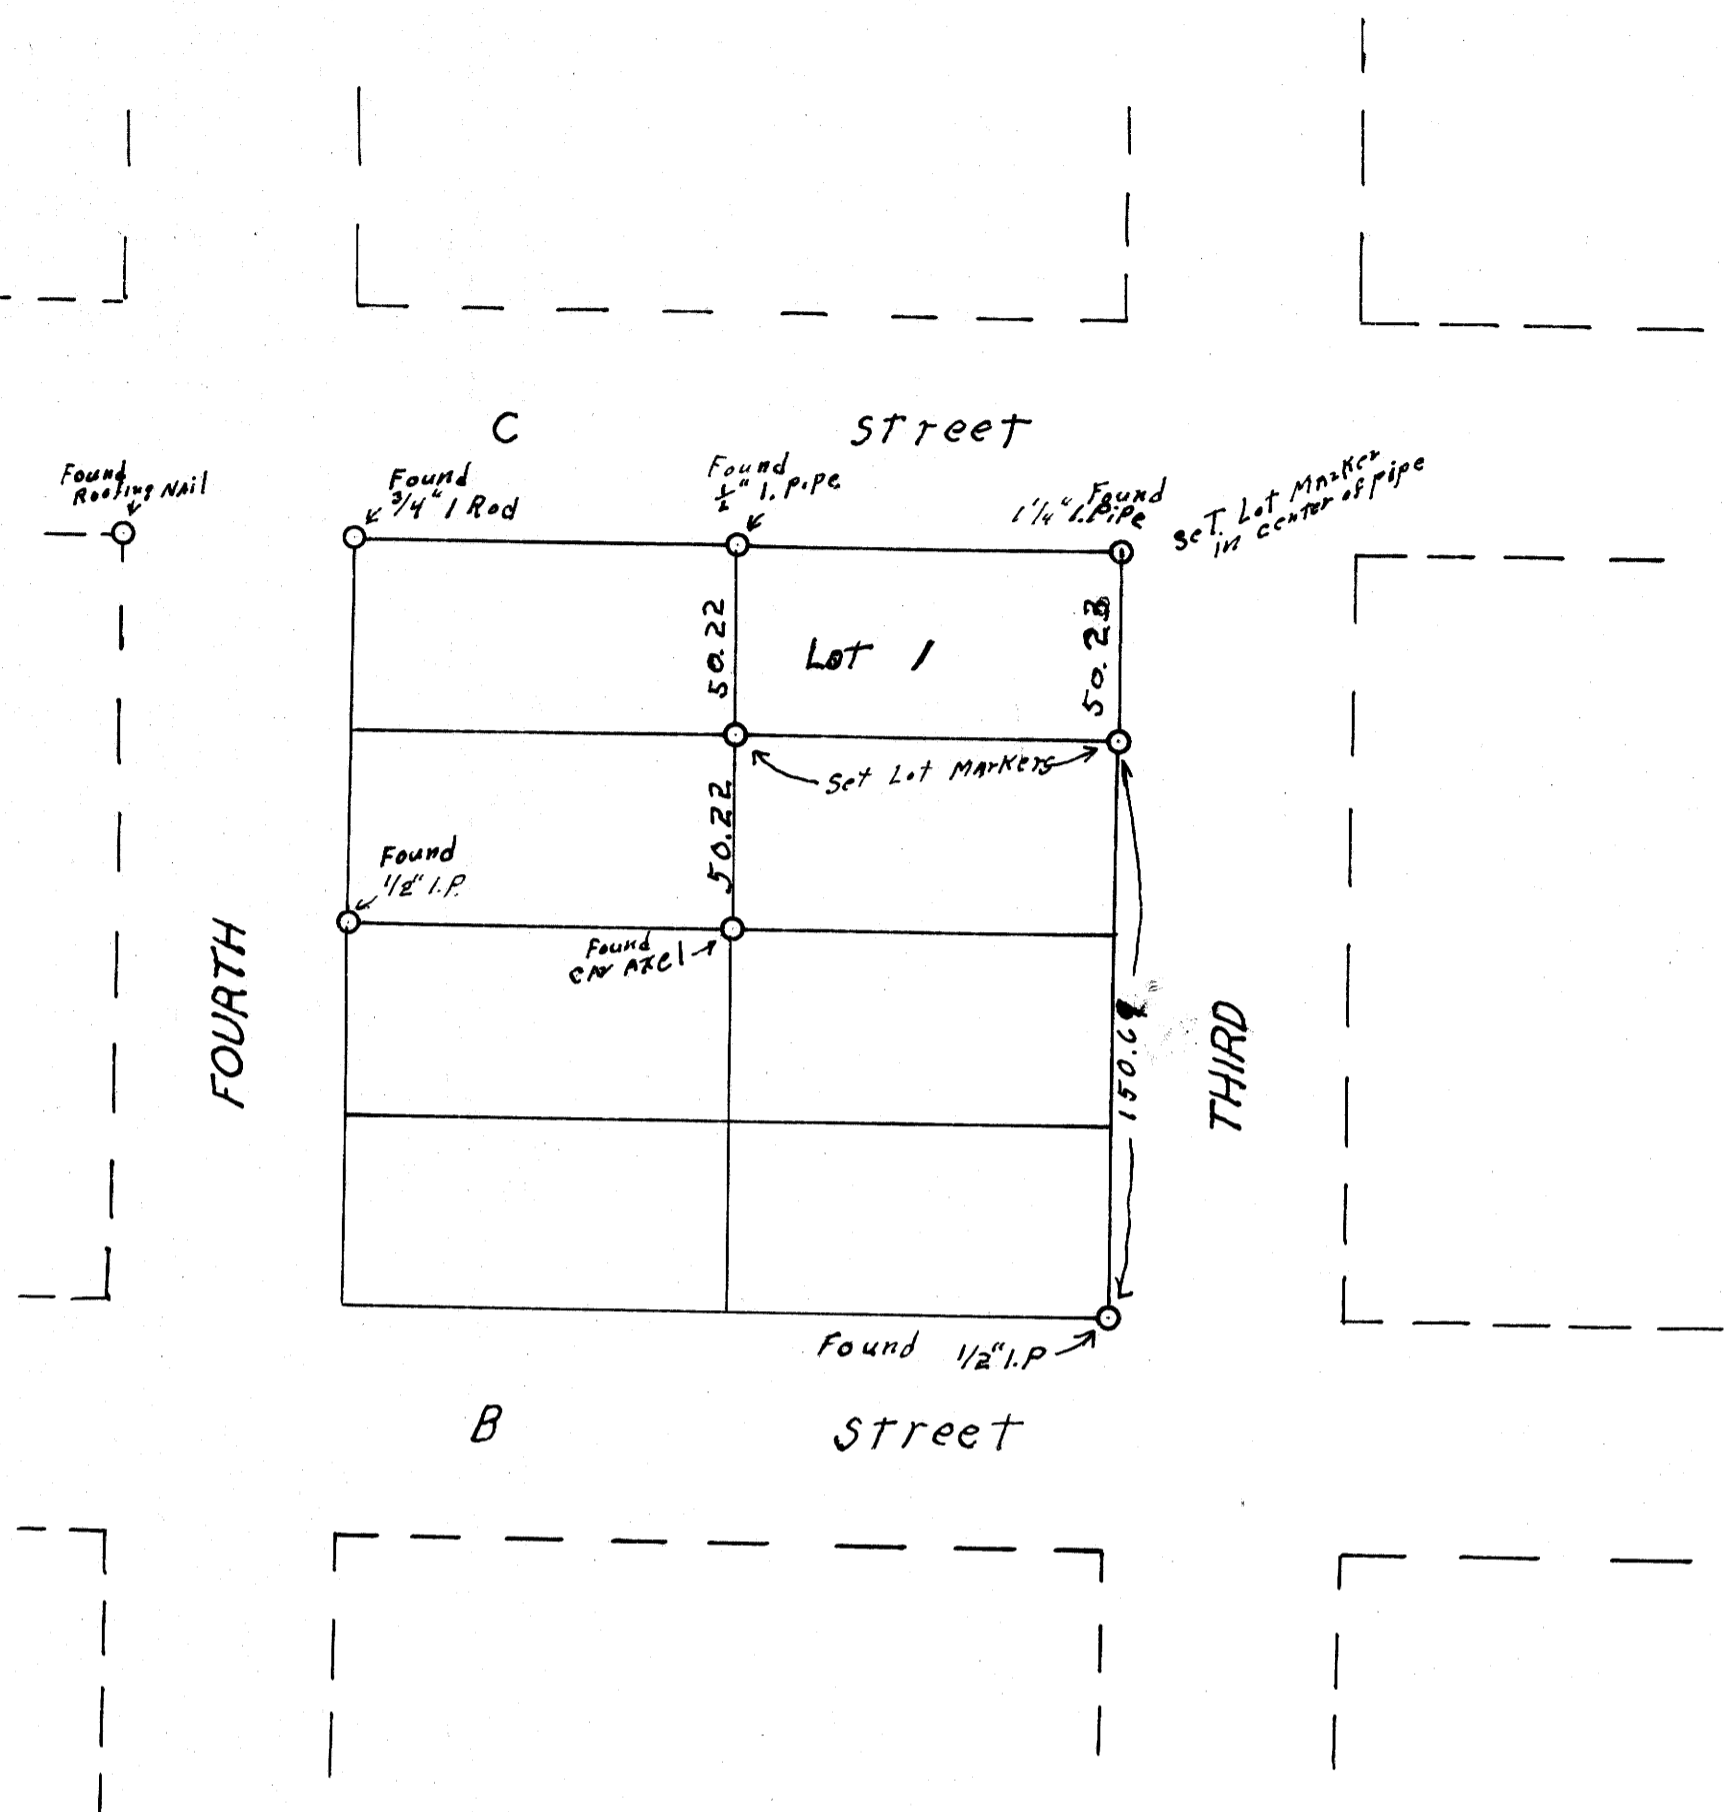 C Street
Found
Roofing Nail
Found
3/4" I Rod
Found
1/2" I. Pipe
Found
1 1/4" I. Pipe
Set Lot Marker
in center of pipe
50.22
Lot 1
50.23
Set Lot Markers
50.22
Found
1/2" I.P.
Found
Car Axel
FOURTH
THIRD
Found 1/2" I.P
B Street